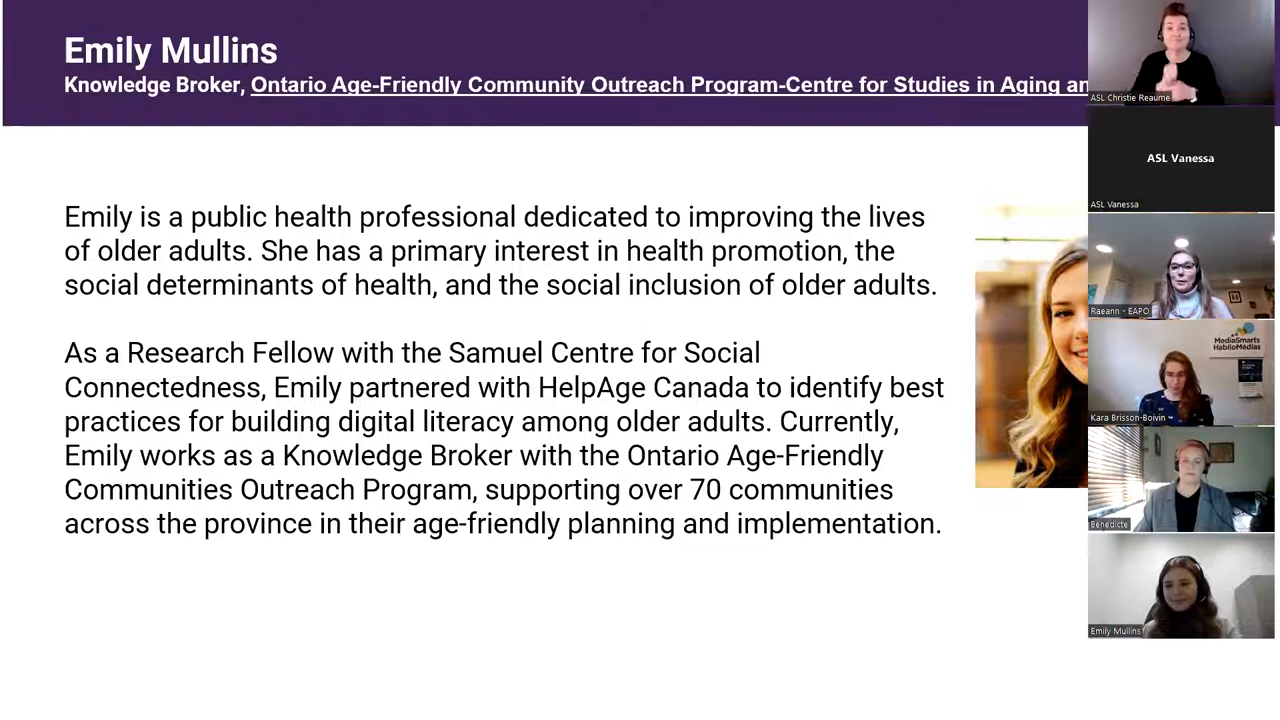 Emily Mullins
Knowledge Broker, Ontario Age-Friendly Community Outreach Program-Centre for Studies in Aging an
Emily is a public health professional dedicated to improving the lives
of older adults. She has a primary interest in health promotion, the
social determinants of health, and the social inclusion of older adults.
As a Research Fellow with the Samuel Centre for Social
Connectedness, Emily partnered with HelpAge Canada to identify best
practices for building digital literacy among older adults. Currently,
Emily works as a Knowledge Broker with the Ontario Age-Friendly
Communities Outreach Program, supporting over 70 communities
across the province in their age-friendly planning and implementation.
ASL Christie Reaume
ASL Vanessa
ASL Vanessa
Raeann - EAPO
MediaSmarts
HabiloMédias
Kara Brisson-Boivin
Benedicte
Emily Mullins